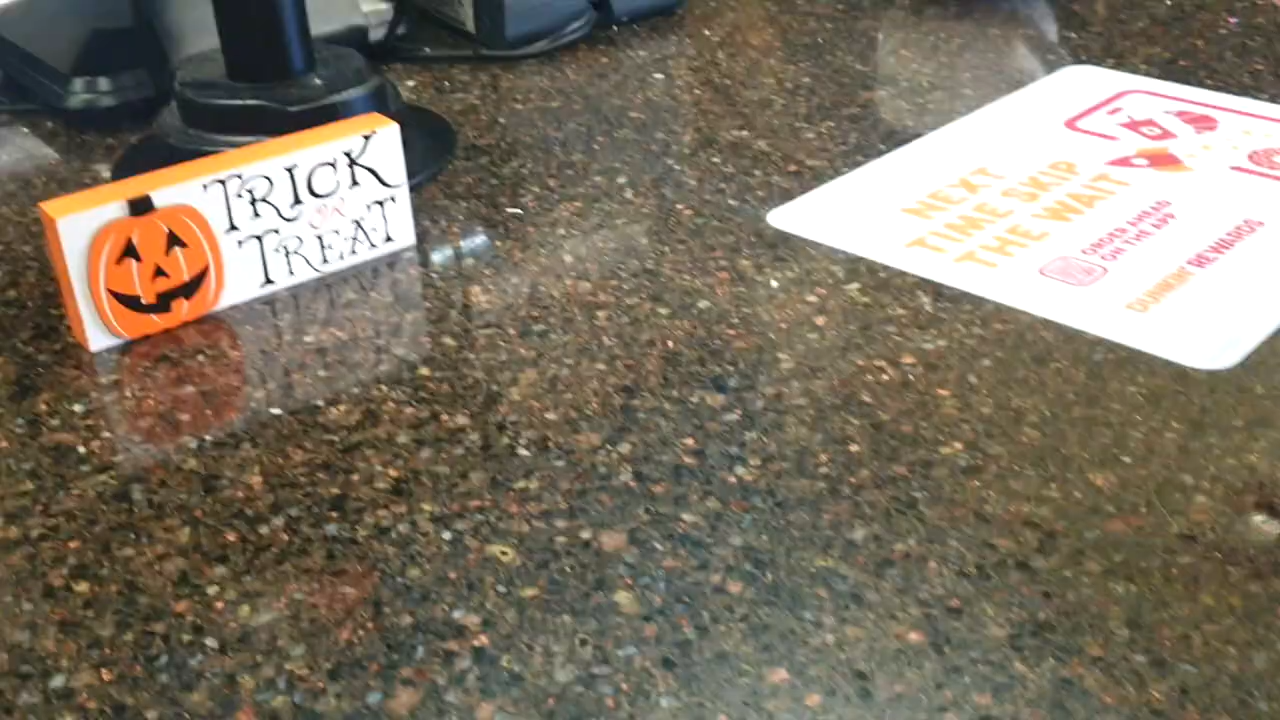 TRICK
OR
TREAT
NEXT
TIME SKIP
THE WAIT
ORDER AHEAD
ON THE APP
DUNKIN' REWARDS